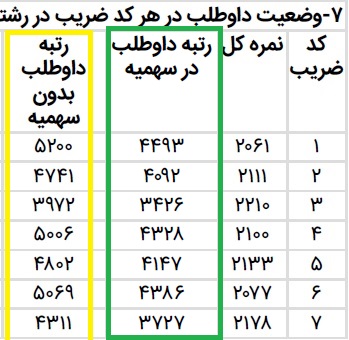 ۷-وضعیت داوطلب در هر کد ضریب در رشت
کد ضریب	نمره کل	رتبه داوطلب در سهمیه	رتبه داوطلب بدون سهمیه
۱	۲۰۶۱	۴۴۹۳	۵۲۰۰
۲	۲۱۱۱	۴۰۹۲	۴۷۴۱
۳	۲۲۱۰	۳۴۲۶	۳۹۷۲
۴	۲۱۰۰	۴۳۲۸	۵۰۰۶
۵	۲۱۳۳	۴۱۴۷	۴۸۰۲
۶	۲۰۷۷	۴۳۸۶	۵۰۶۹
۷	۲۱۷۸	۳۷۲۷	۴۳۱۱